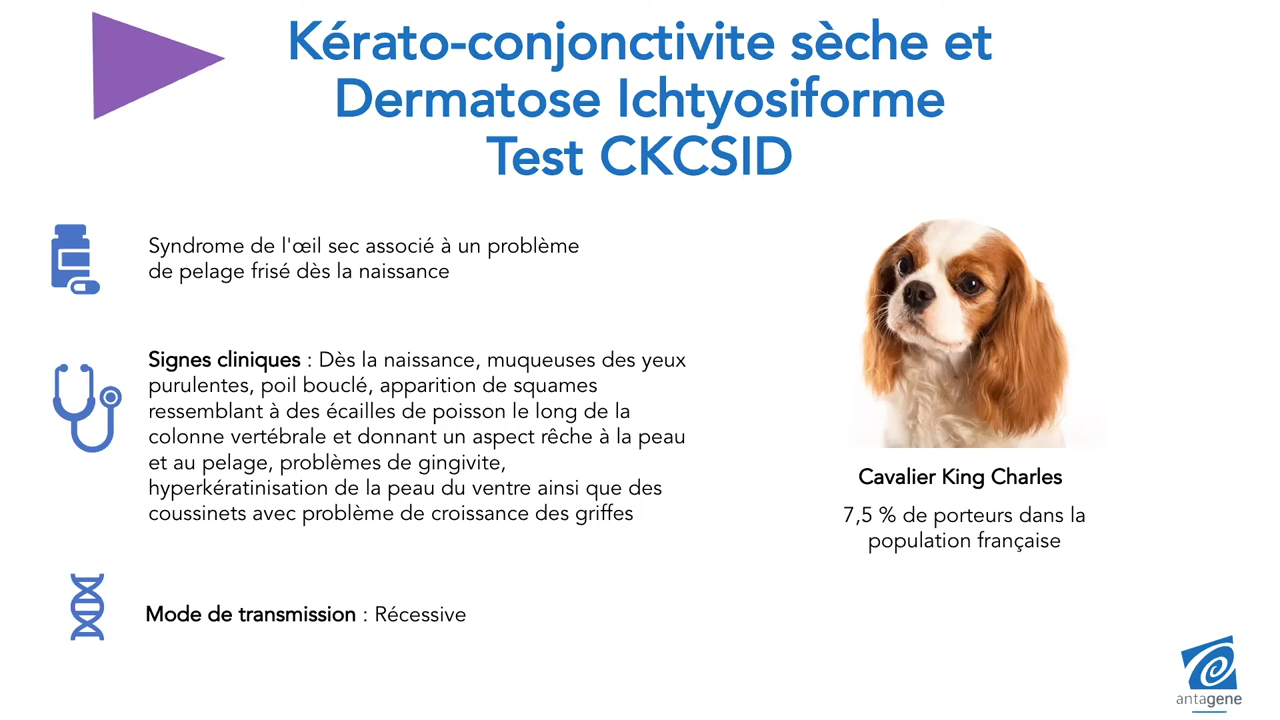 Kérato-conjonctivite sèche et
Dermatose Ichtyosiforme
Test CKCSID
Syndrome de l'œil sec associé à un problème
de pelage frisé dès la naissance
Signes cliniques : Dès la naissance, muqueuses des yeux
purulentes, poil bouclé, apparition de squames
ressemblant à des écailles de poisson le long de la
colonne vertébrale et donnant un aspect rêche à la peau
et au pelage, problèmes de gingivite,
hyperkératinisation de la peau du ventre ainsi que des
coussinets avec problème de croissance des griffes
Mode de transmission : Récessive
Cavalier King Charles
7,5 % de porteurs dans la
population française
antagene